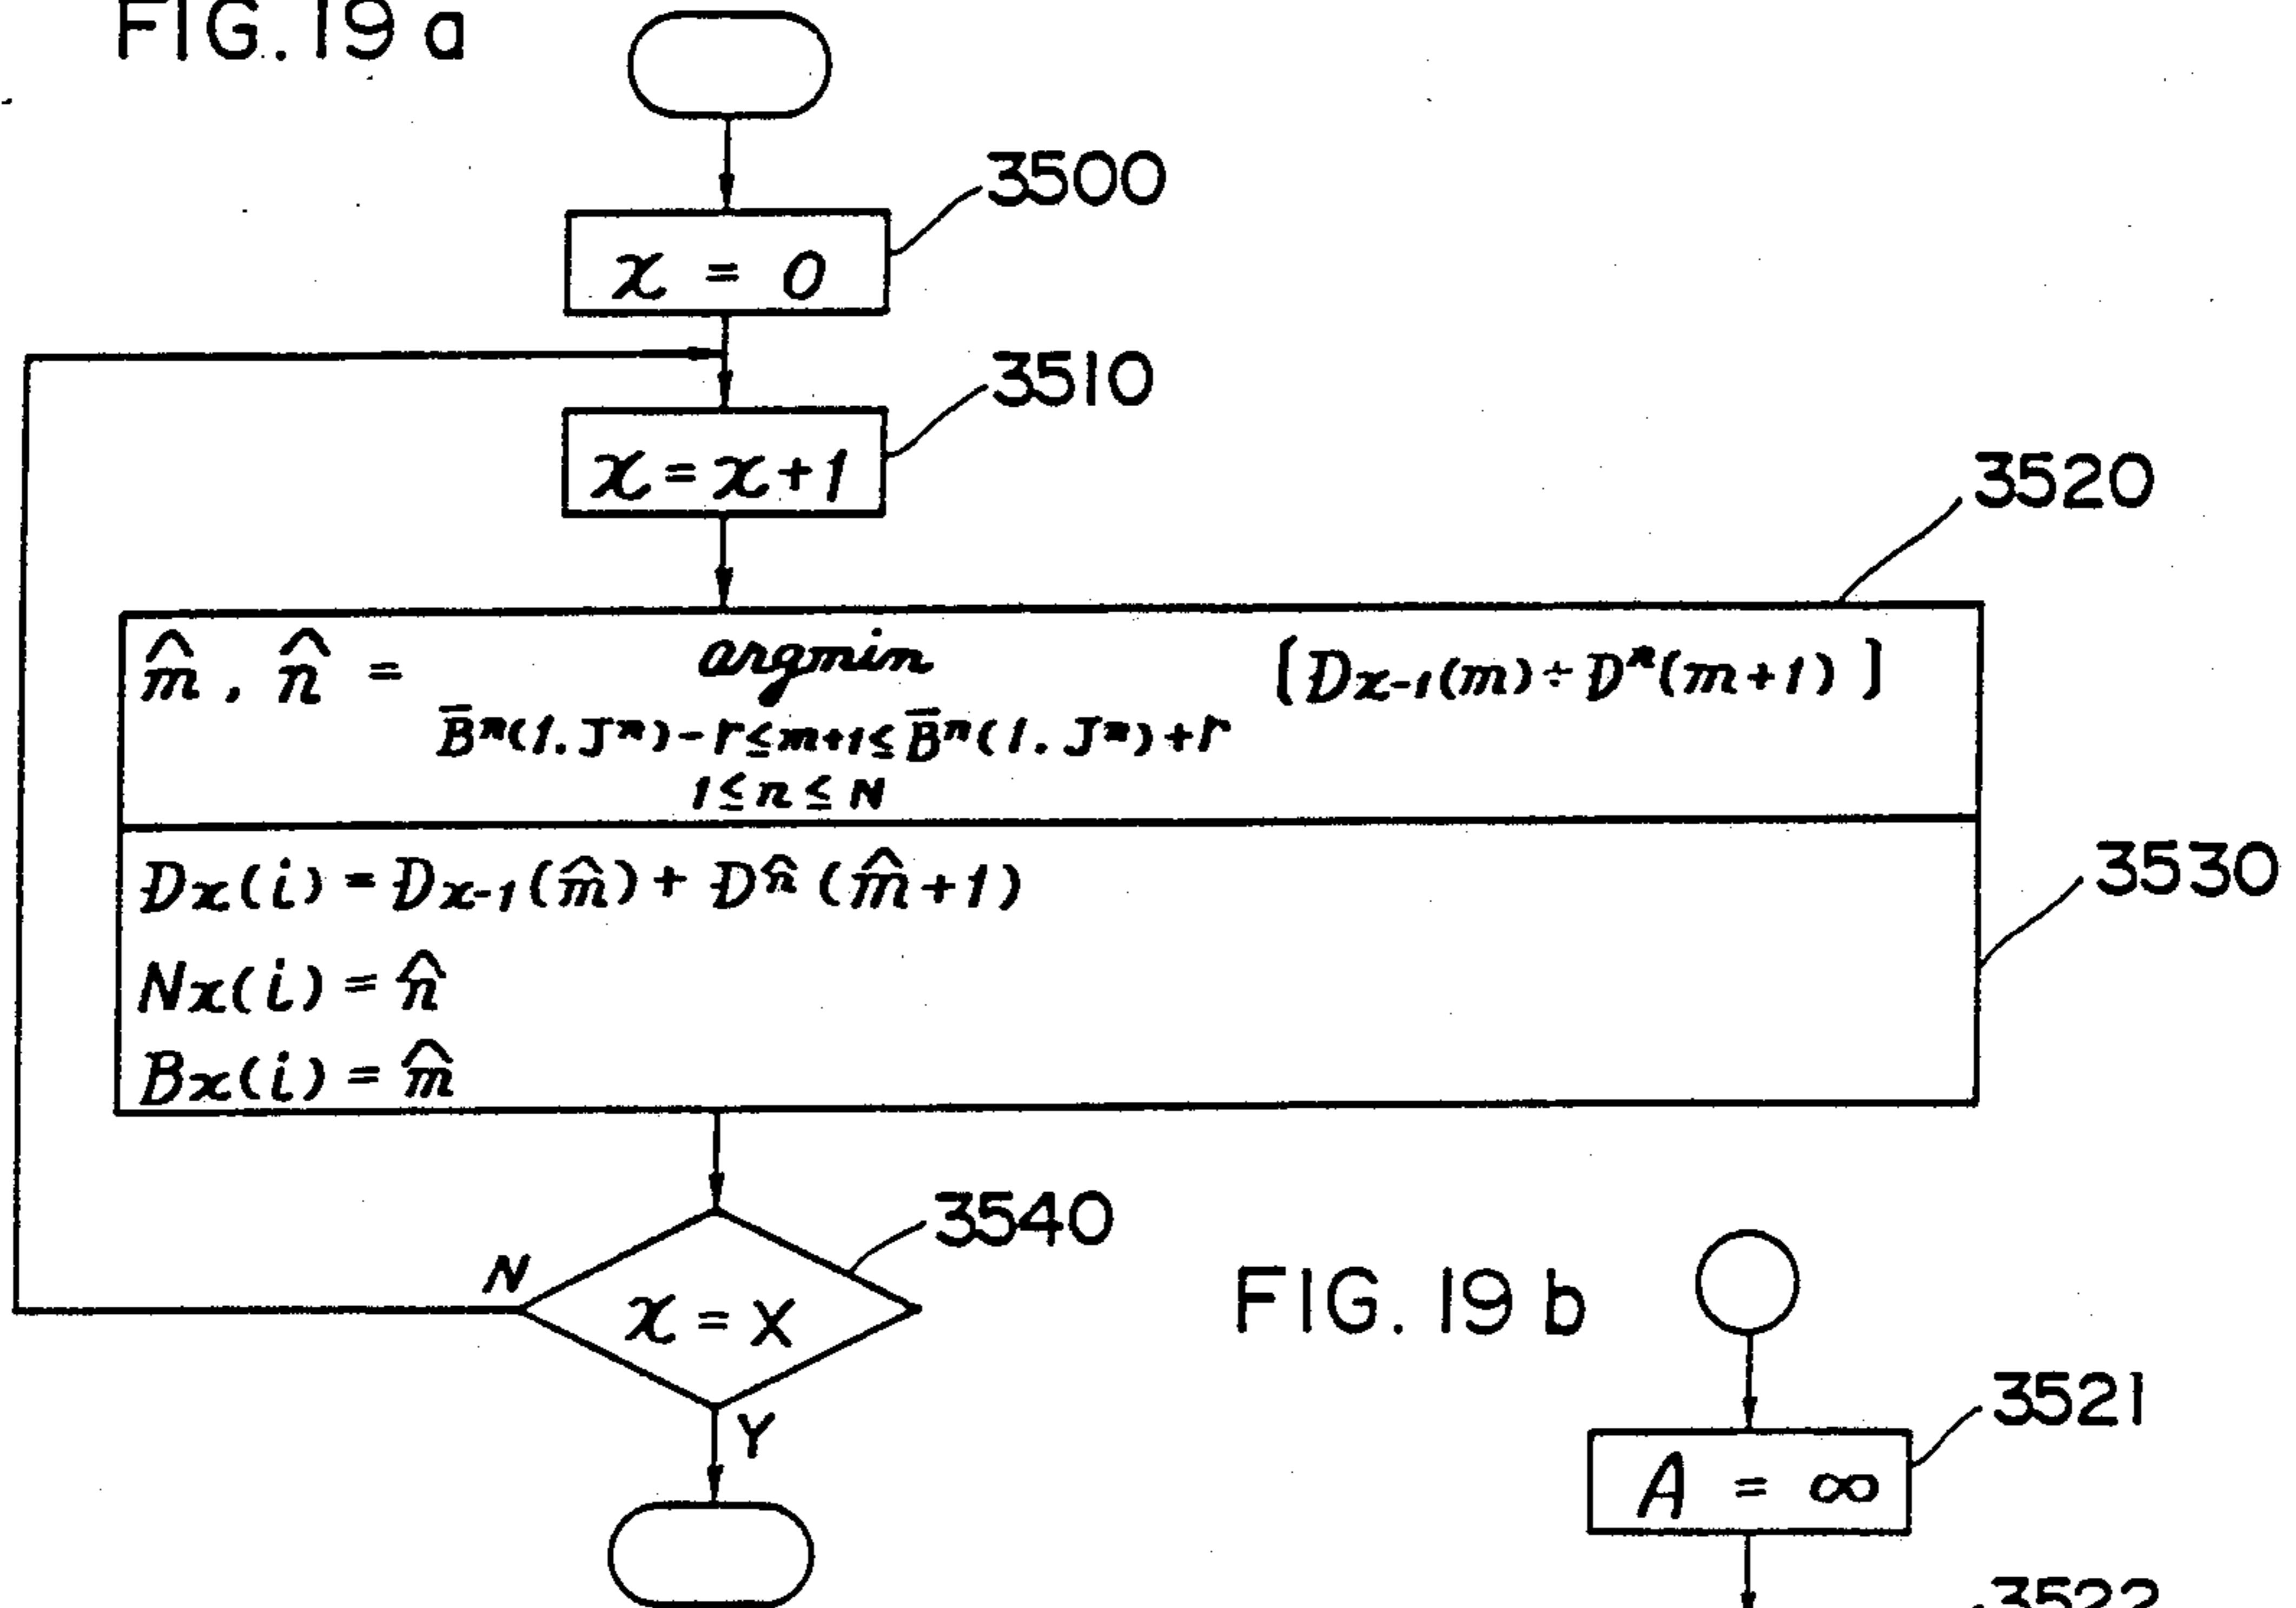 FIG. 19 a
3500
x = 0
3510
x = x + 1
3520
m̂, n̂ = argmin [Dx-1(m) + Dⁿ(m+1)]
B̄ⁿ(1. Jⁿ) - r ≤ m+1 ≤ B̄ⁿ(1. Jⁿ) + r
1 ≤ n ≤ N
3530
Dx(i) = Dx-1(m̂) + D^n̂(m̂+1)
Nx(i) = n̂
Bx(i) = m̂
3540
N
x = X
Y
FIG. 19 b
3521
A = ∞
3522